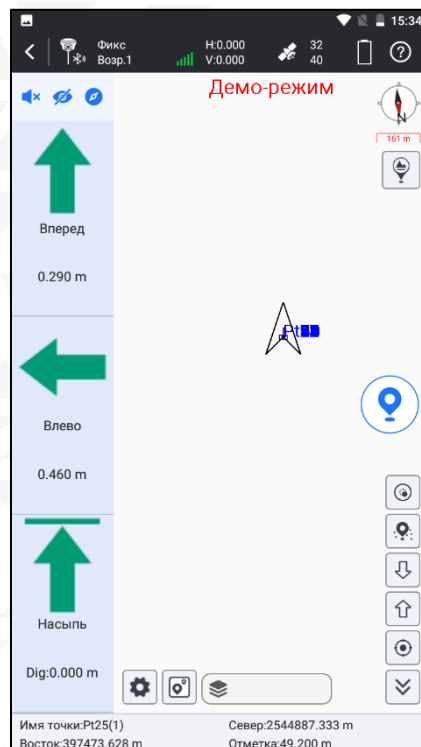 15:34
Фикс
H:0.000
32
Возр.1
V:0.000
40
Демо-режим
N
161 m
Вперед
0.290 m
Влево
0.460 m
Насыпь
Dig:0.000 m
Имя точки:Pt25(1)
Север:2544887.333 m
Восток:397473.628 m
Отметка:49.200 m